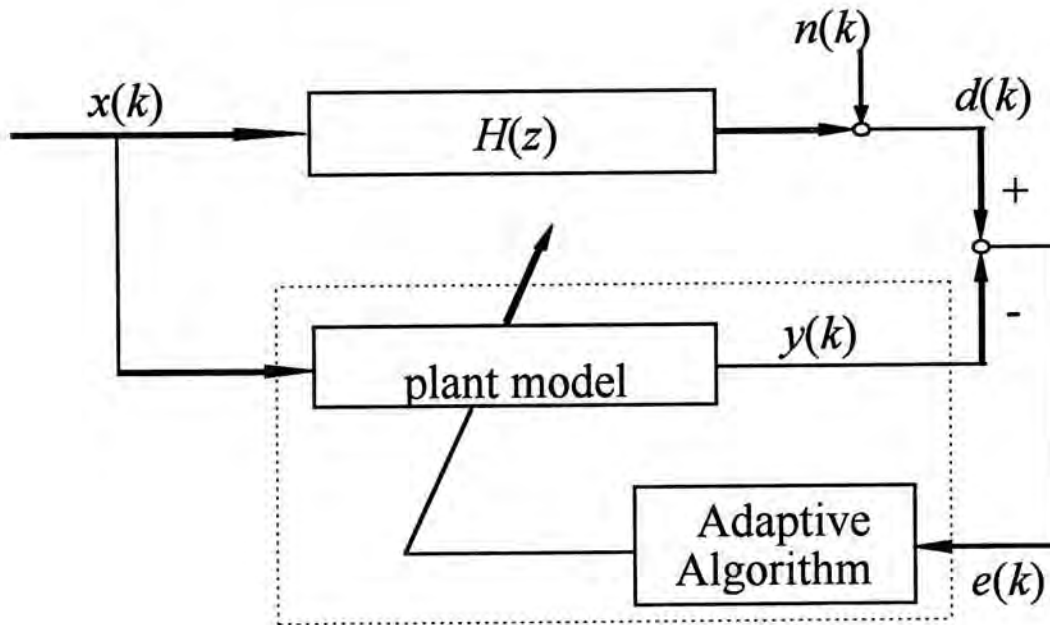 n(k)
x(k)
d(k)
H(z)
+
-
y(k)
plant model
Adaptive
Algorithm
e(k)